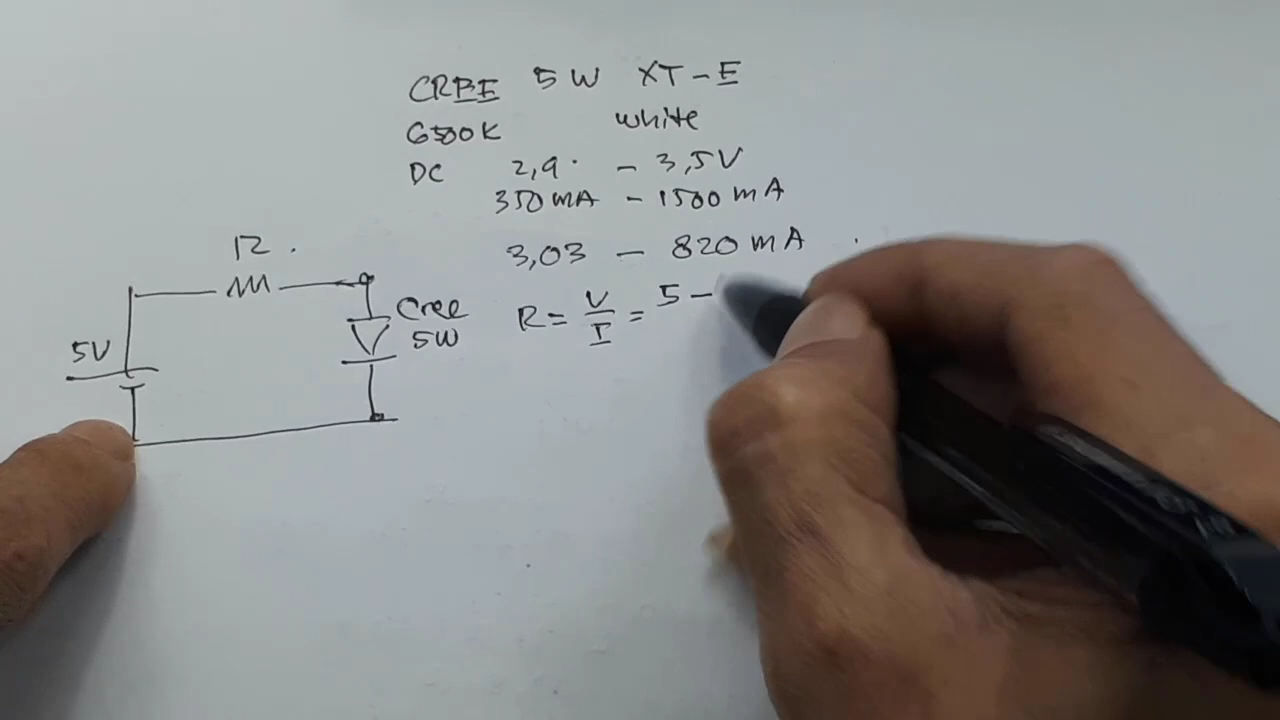 CREE 5W XT-E
6500K white
DC 2,9 - 3,5V
350mA - 1500mA
3,03 - 820mA
R = V/I = 5 -
R
5V
Cree
5W